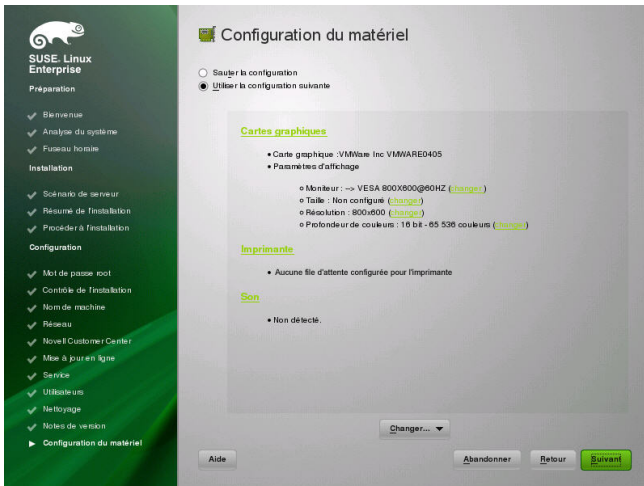 SUSE. Linux
Enterprise
Préparation
Bienvenue
Analyse du système
Fuseau horaire
Installation
Scénario de serveur
Résumé de l'installation
Procéder à l'installation
Configuration
Mot de passe root
Contrôle de l'installation
Nom de machine
Réseau
Novell Customer Center
Mise à jour en ligne
Service
Utilisateurs
Nettoyage
Notes de version
Configuration du matériel
Configuration du matériel
Sauter la configuration
Utiliser la configuration suivante
Cartes graphiques
Carte graphique :VMWare Inc VMWARE0405
Paramètres d'affichage
Moniteur : --> VESA 800X600@60HZ (changer)
Taille : Non configuré (changer)
Résolution : 800x600 (changer)
Profondeur de couleurs : 16 bit - 65 536 couleurs (changer)
Imprimante
Aucune file d'attente configurée pour l'imprimante
Son
Non détecté.
Changer...
Aide
Abandonner
Retour
Suivant